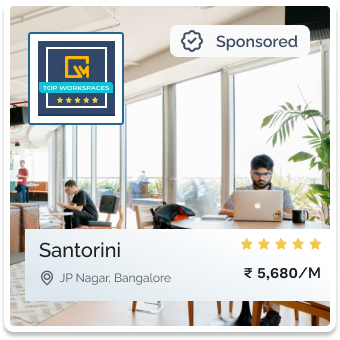 Sponsored
TOP WORKSPACES
Santorini
JP Nagar, Bangalore
₹ 5,680/M